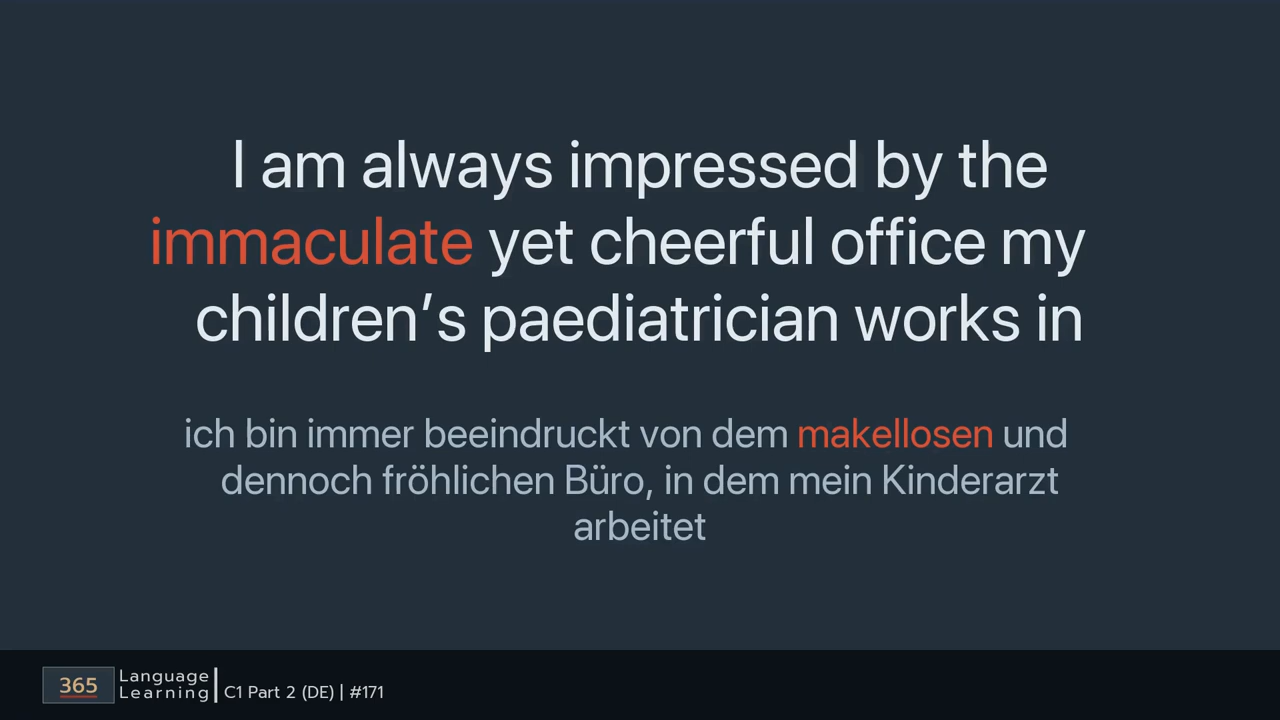 I am always impressed by the
immaculate yet cheerful office my
children’s paediatrician works in
ich bin immer beeindruckt von dem makellosen und
dennoch fröhlichen Büro, in dem mein Kinderarzt
arbeitet
365
Language
Learning
C1 Part 2 (DE) | #171